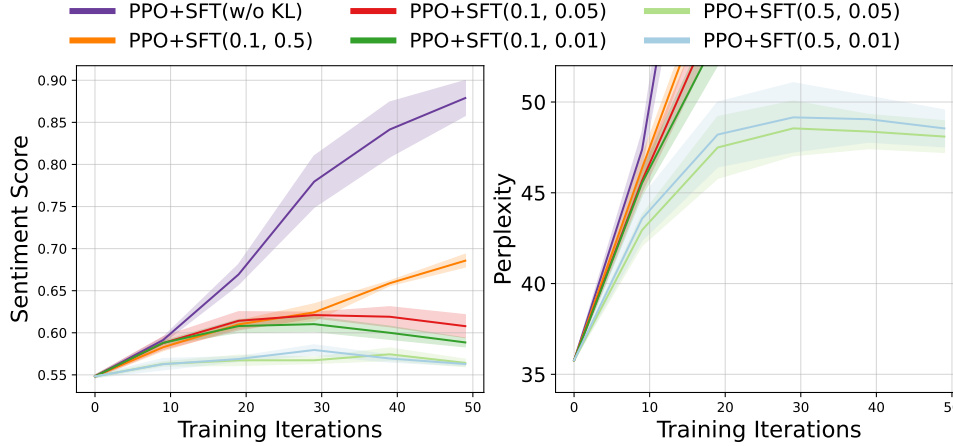 PPO+SFT(w/o KL) PPO+SFT(0.1, 0.05) PPO+SFT(0.5, 0.05)
PPO+SFT(0.1, 0.5) PPO+SFT(0.1, 0.01) PPO+SFT(0.5, 0.01)
Sentiment Score
0.90
0.85
0.80
0.75
0.70
0.65
0.60
0.55
0 10 20 30 40 50
Training Iterations
Perplexity
50
45
40
35
0 10 20 30 40 50
Training Iterations